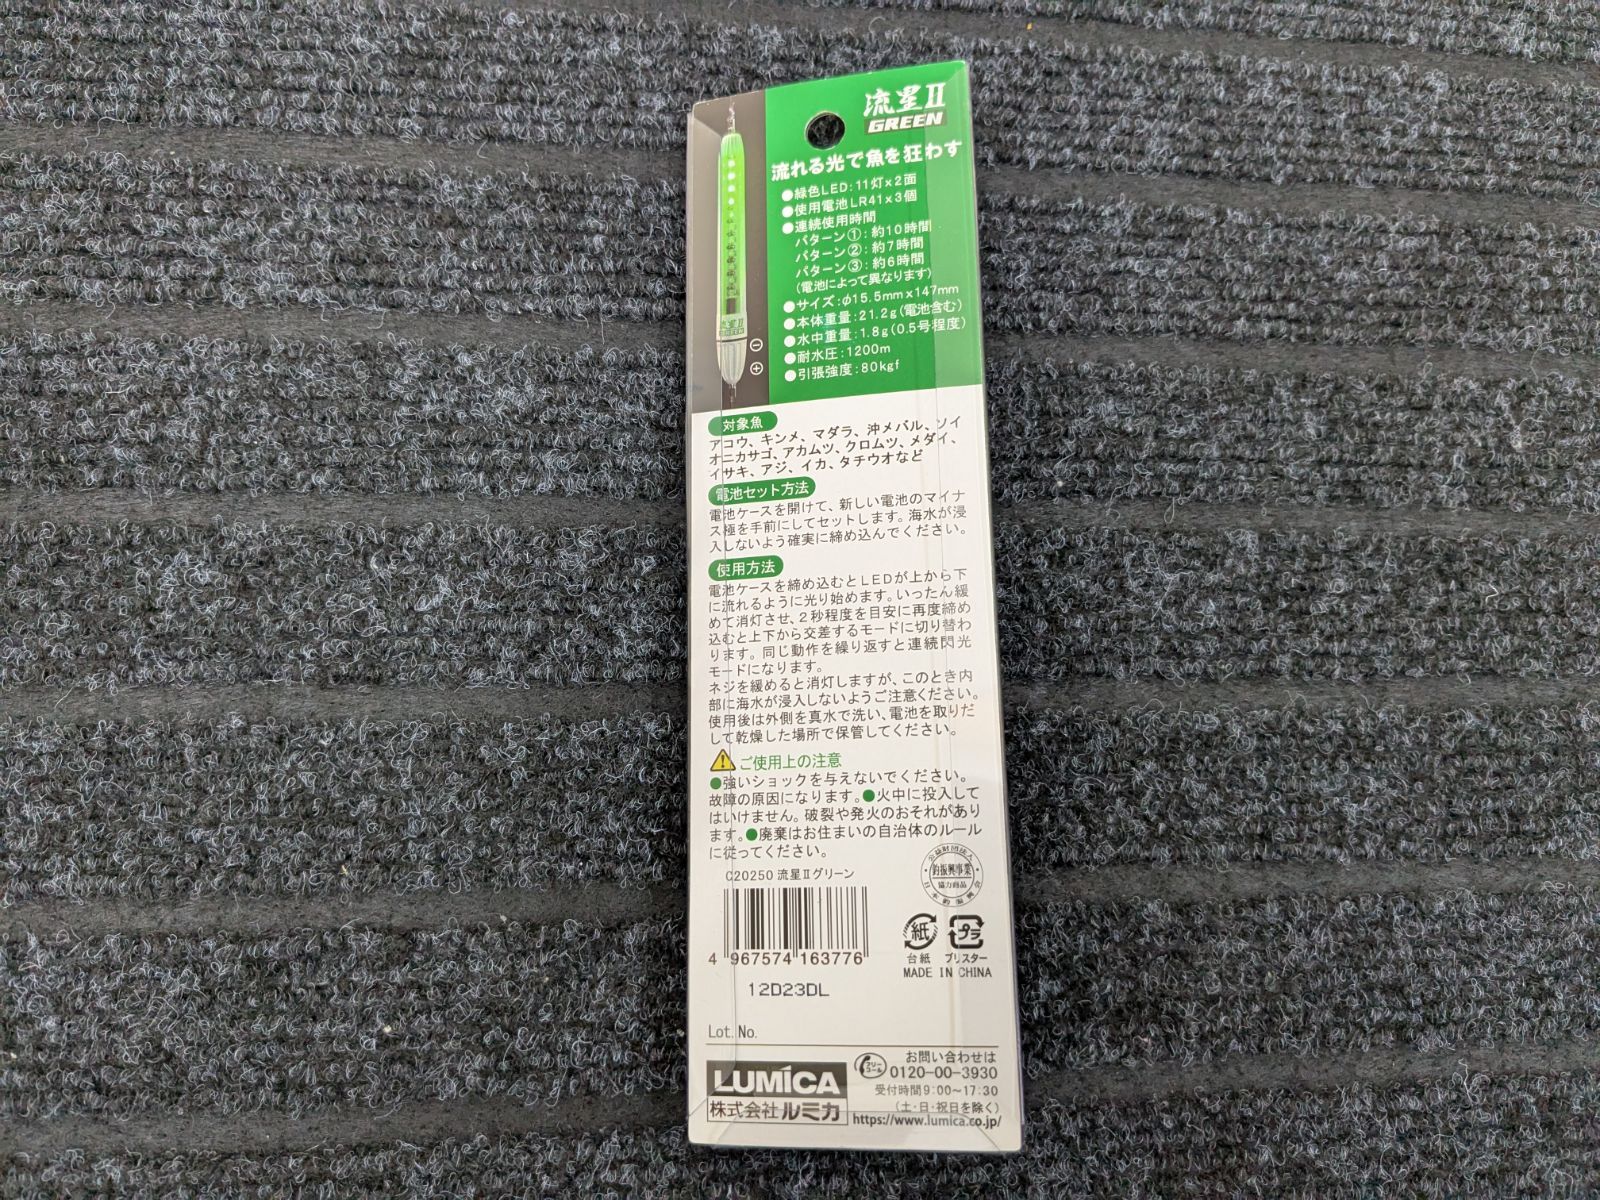 流星Ⅱ
GREEN
流れる光で魚を狂わす
●緑色LED:11灯×2面
●使用電池LR41×3個
●連続使用時間
パターン①:約10時間
パターン②:約7時間
パターン③:約6時間
(電池によって異なります)
●サイズ:φ15.5mm×147mm
●本体重量:21.2g(電池含む)
●水中重量:1.8g(0.5号程度)
●耐水圧:1200m
●引張強度:80kgf
流星Ⅱ
GREEN
⊖
⊕
対象魚
アコウ、キンメ、マダラ、沖メバル、ソイ
オニカサゴ、アカムツ、クロムツ、メダイ、
イサキ、アジ、イカ、タチウオなど
電池セット方法
電池ケースを開けて、新しい電池のマイナ
ス極を手前にしてセットします。海水が浸
入しないよう確実に締め込んでください。
使用方法
電池ケースを締め込むとLEDが上から下
に流れるように光り始めます。いったん緩
めて消灯させ、2秒程度を目安に再度締め
込むと上下から交差するモードに切り替わ
ります。同じ動作を繰り返すと連続閃光
モードになります。
ネジを緩めると消灯しますが、このとき内
部に海水が浸入しないようご注意ください。
使用後は外側を真水で洗い、電池を取りだ
して乾燥した場所で保管してください。
ご使用上の注意
●強いショックを与えないでください。
故障の原因になります。●火中に投入して
はいけません。破裂や発火のおそれがあり
ます。●廃棄はお住まいの自治体のルール
に従ってください。
C20250 流星Ⅱグリーン
公益財団法人
釣振興事業
協力商品
日本釣振興会
4 967574 163776
紙
プラ
台紙 ブリスター
MADE IN CHINA
12D23DL
Lot. No.
LUMiCA
株式会社ルミカ
お問い合わせは
0120-00-3930
受付時間9:00〜17:30
(土・日・祝日を除く)
https://www.lumica.co.jp/